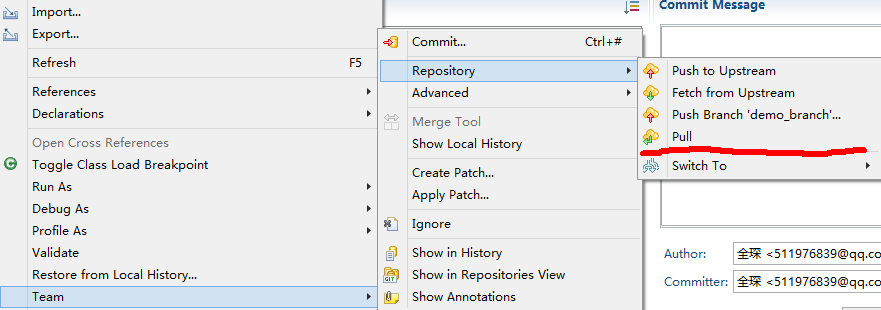 Import...
Export...
Refresh F5
References
Declarations
Open Cross References
Toggle Class Load Breakpoint
Run As
Debug As
Profile As
Validate
Restore from Local History...
Team
Commit... Ctrl+#
Repository
Advanced
Merge Tool
Show Local History
Create Patch...
Apply Patch...
Ignore
Show in History
Show in Repositories View
Show Annotations
GIT
Commit Message
Push to Upstream
Fetch from Upstream
Push Branch 'demo_branch'...
Pull
Switch To
Author: 全琛 <511976839@qq.co
Committer: 全琛 <511976839@qq.co